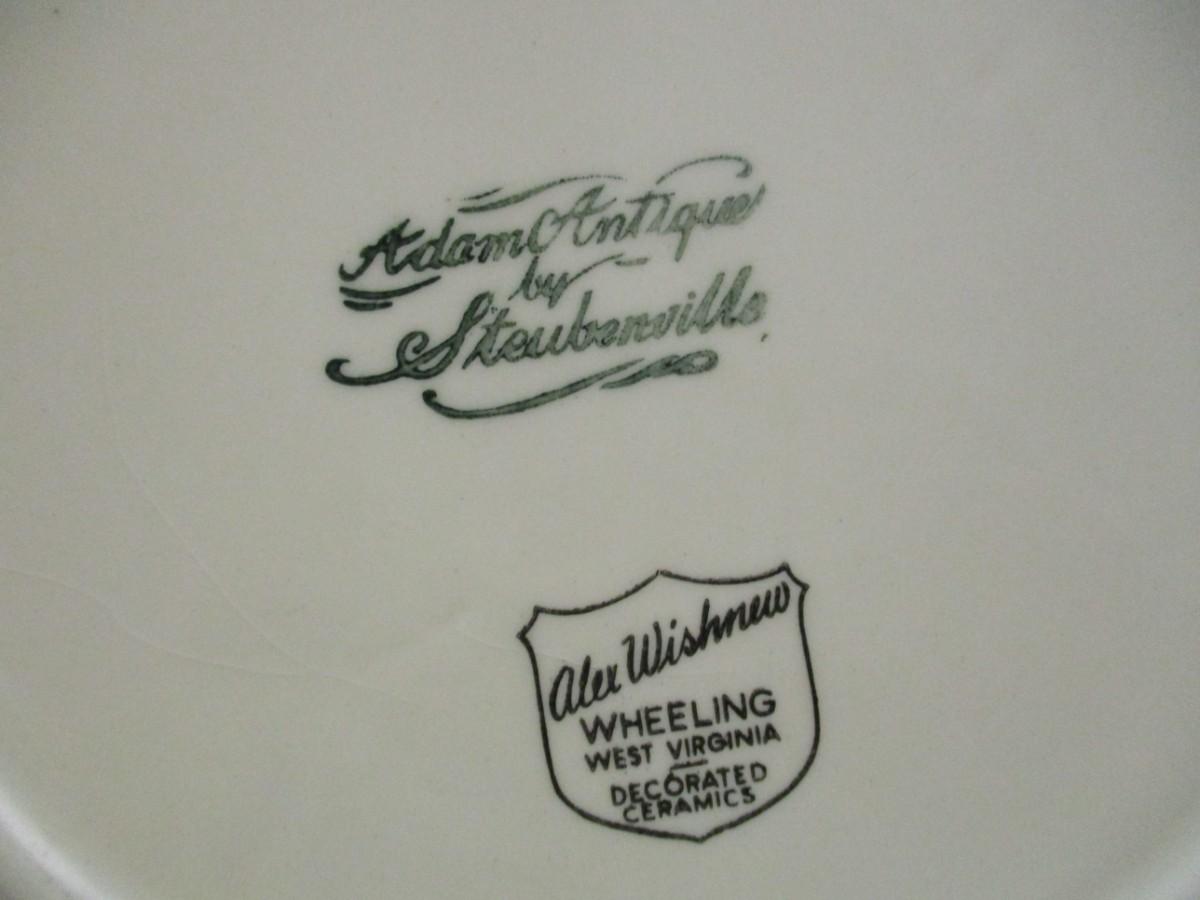 Adam Antique
by
Steubenville
Alex Wishnew
WHEELING
WEST VIRGINIA
DECORATED
CERAMICS